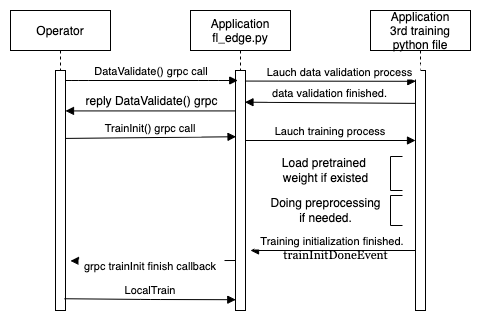 Operator
Application
fl_edge.py
Application
3rd training
python file
DataValidate() grpc call
Lauch data validation process
data validation finished.
reply DataValidate() grpc
TrainInit() grpc call
Lauch training process
Load pretrained
weight if existed
Doing preprocessing
if needed.
Training initialization finished.
trainInitDoneEvent
grpc trainInit finish callback
LocalTrain